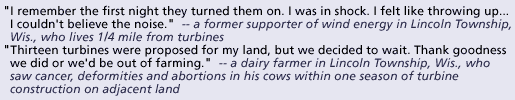 "I remember the first night they turned them on. I was in shock. I felt like throwing up...
I couldn't believe the noise." -- a former supporter of wind energy in Lincoln Township,
Wis., who lives 1/4 mile from turbines
"Thirteen turbines were proposed for my land, but we decided to wait. Thank goodness
we did or we'd be out of farming." -- a dairy farmer in Lincoln Township, Wis., who
saw cancer, deformities and abortions in his cows within one season of turbine
construction on adjacent land